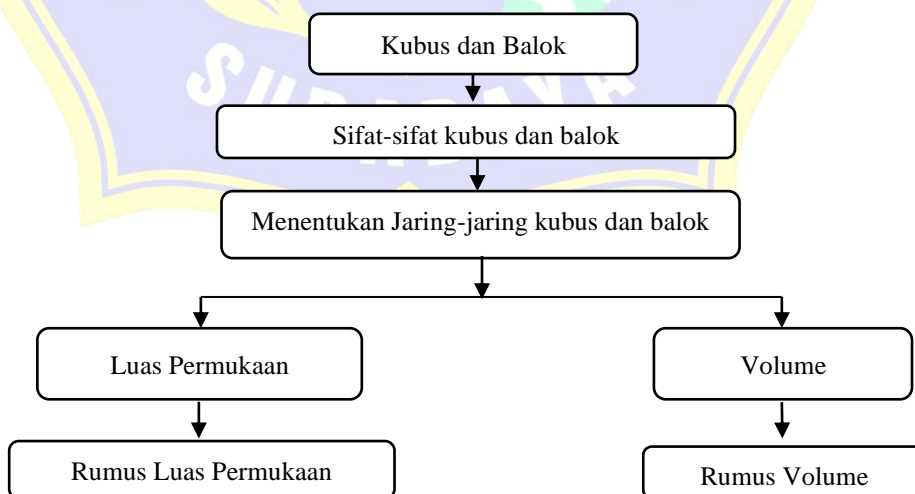 Kubus dan Balok
SURABAYA
Sifat-sifat kubus dan balok
Menentukan Jaring-jaring kubus dan balok
Luas Permukaan
Volume
Rumus Luas Permukaan
Rumus Volume